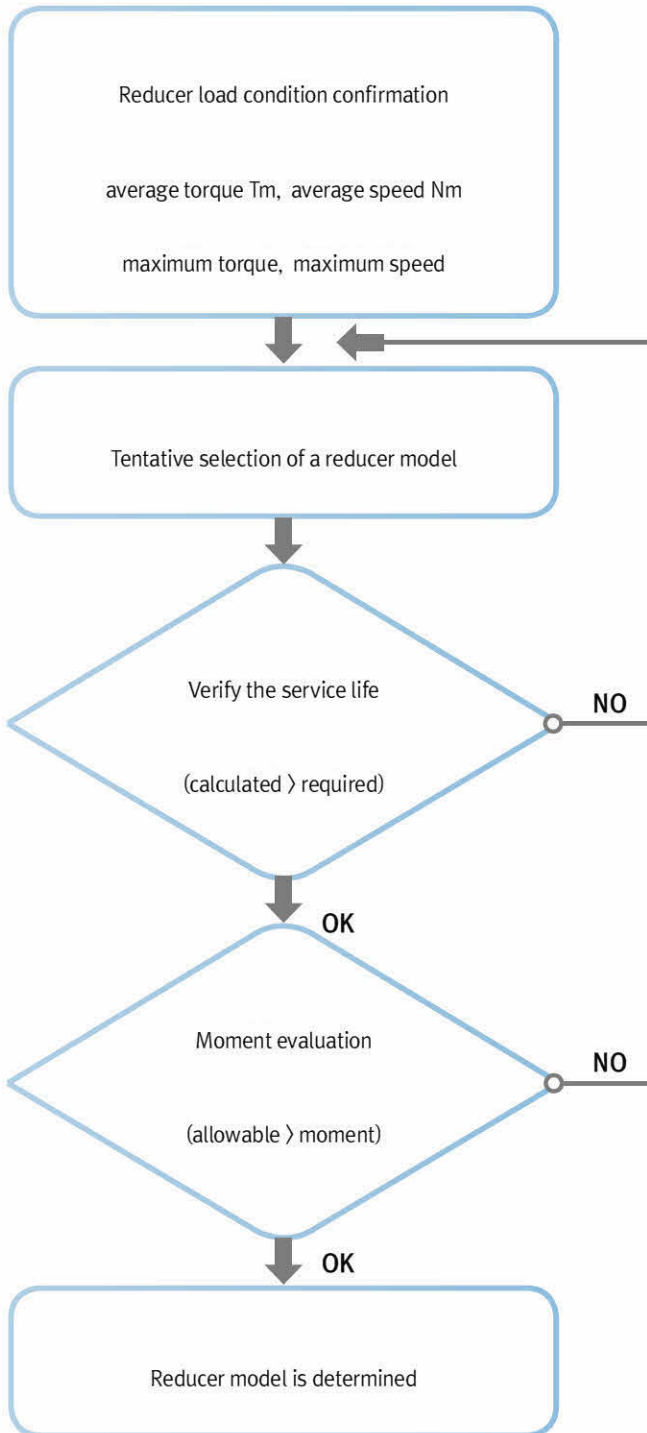 Reducer load condition confirmation
average torque Tm, average speed Nm
maximum torque, maximum speed
Tentative selection of a reducer model
Verify the service life
NO
(calculated 〉 required)
OK
Moment evaluation
NO
(allowable 〉 moment)
OK
Reducer model is determined